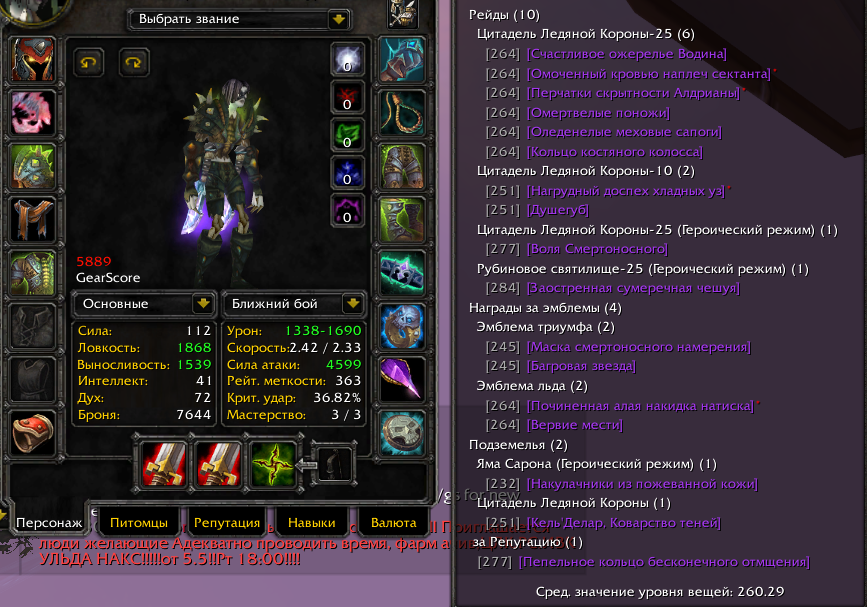 Выбрать звание
0
0
0
0
0
5889
GearScore
Основные
Ближний бой
Сила: 112
Ловкость: 1868
Выносливость: 1539
Интеллект: 41
Дух: 72
Броня: 7644
Урон: 1338-1690
Скорость: 2.42 / 2.33
Сила атаки: 4599
Рейт. меткости: 363
Крит. удар: 36.82%
Мастерство: 3 / 3
/gs for new
Персонаж
Питомцы
Репутация
Навыки
Валюта
люди желающие Адекватно проводить время, фарм
УЛЬДА НАКС!!!!!от 5.5!!Рт 18:00!!!!
Рейды (10)
Цитадель Ледяной Короны-25 (6)
[264] [Счастливое ожерелье Водина]
[264] [Омоченный кровью наплеч сектанта]*
[264] [Перчатки скрытности Алдрианы]*
[264] [Омертвелые поножи]
[264] [Оледенелые меховые сапоги]
[264] [Кольцо костяного колосса]
Цитадель Ледяной Короны-10 (2)
[251] [Нагрудный доспех хладных уз]*
[251] [Душегуб]
Цитадель Ледяной Короны-25 (Героический режим) (1)
[277] [Воля Смертоносного]
Рубиновое святилище-25 (Героический режим) (1)
[284] [Заостренная сумеречная чешуя]
Награды за эмблемы (4)
Эмблема триумфа (2)
[245] [Маска смертоносного намерения]
[245] [Багровая звезда]
Эмблема льда (2)
[264] [Починенная алая накидка натиска]*
[264] [Вервие мести]
Подземелья (2)
Яма Сарона (Героический режим) (1)
[232] [Накулачники из пожеванной кожи]
Цитадель Ледяной Короны (1)
[251] [Кель'Делар, Коварство теней]
за Репутацию (1)
[277] [Пепельное кольцо бесконечного отмщения]
Сред. значение уровня вещей: 260.29